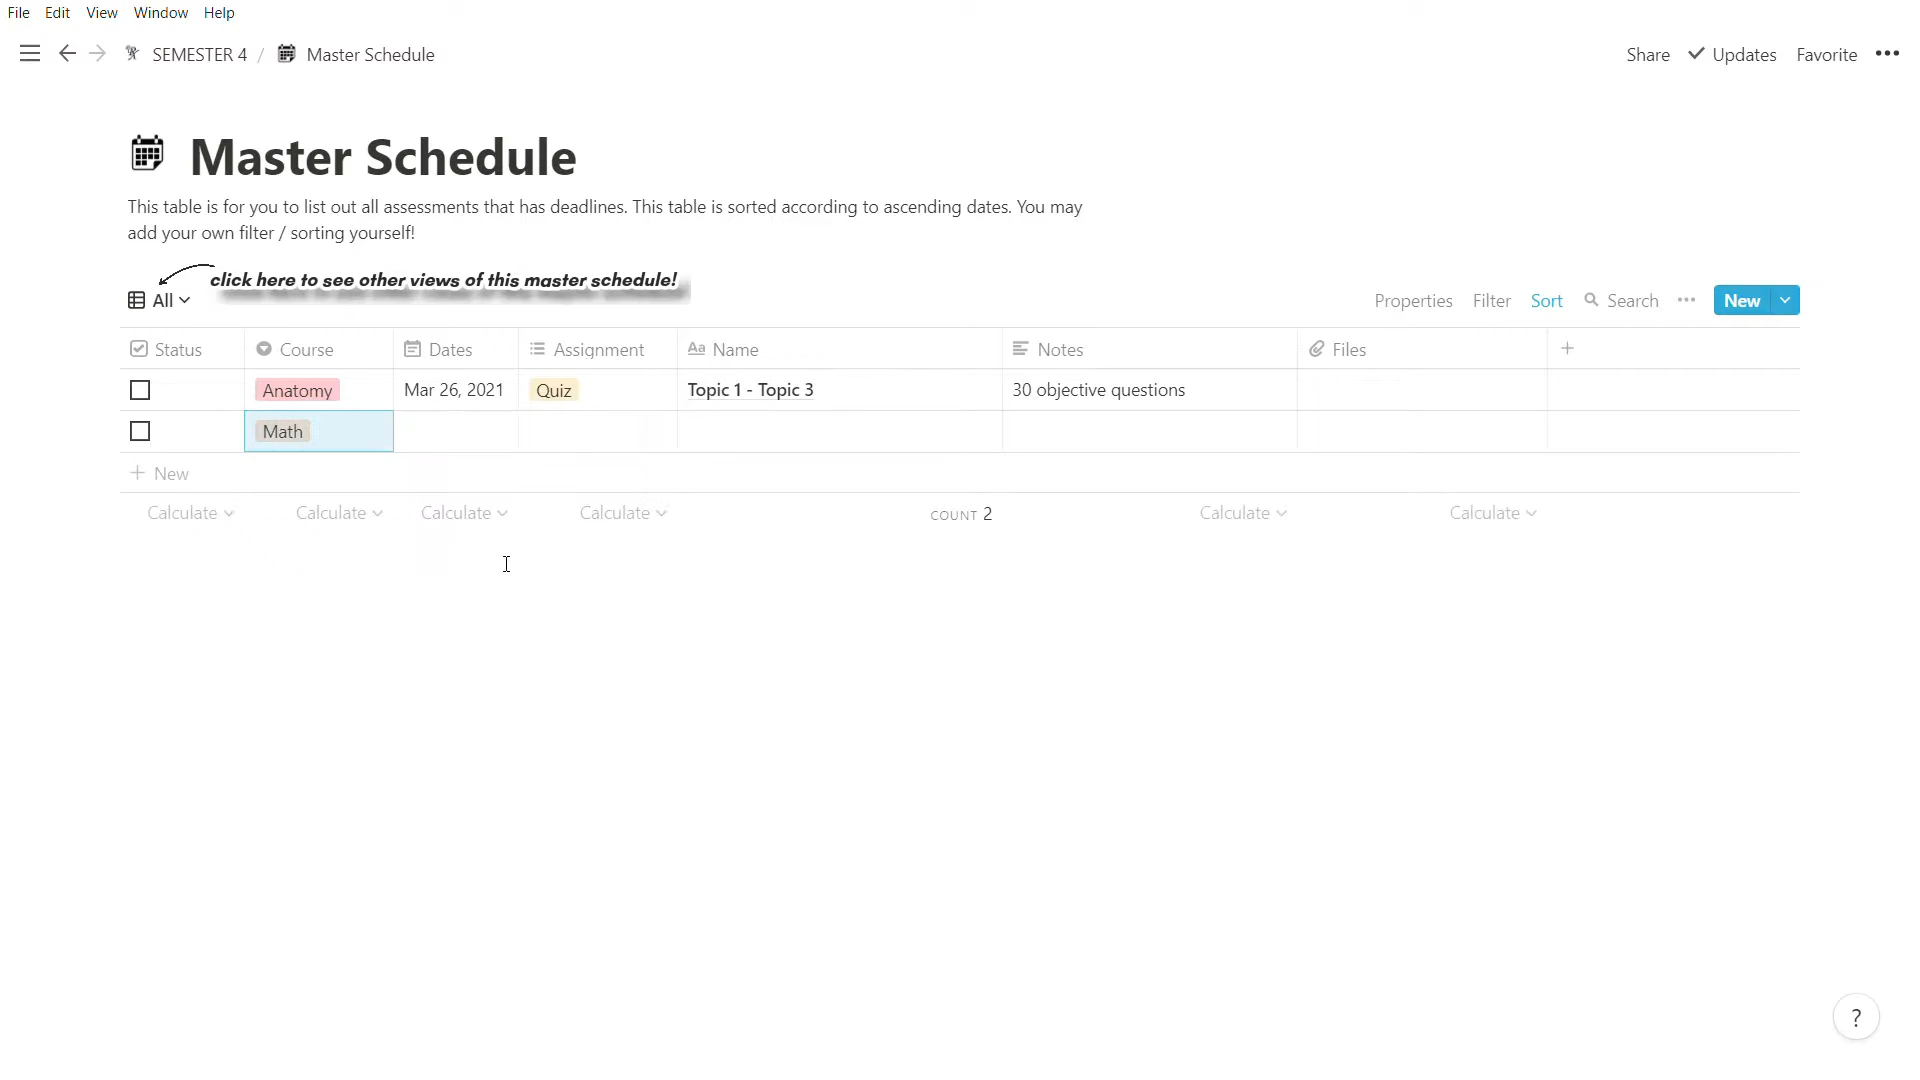 File Edit View Window Help
SEMESTER 4 / Master Schedule
Share Updates Favorite •••
Master Schedule
This table is for you to list out all assessments that has deadlines. This table is sorted according to ascending dates. You may
add your own filter / sorting yourself!
click here to see other views of this master schedule!
All
Properties Filter Sort Search ••• New
Status Course Dates Assignment Aa Name Notes Files +
Anatomy Mar 26, 2021 Quiz Topic 1 - Topic 3 30 objective questions
Math
+ New
Calculate Calculate Calculate Calculate COUNT 2 Calculate Calculate
?